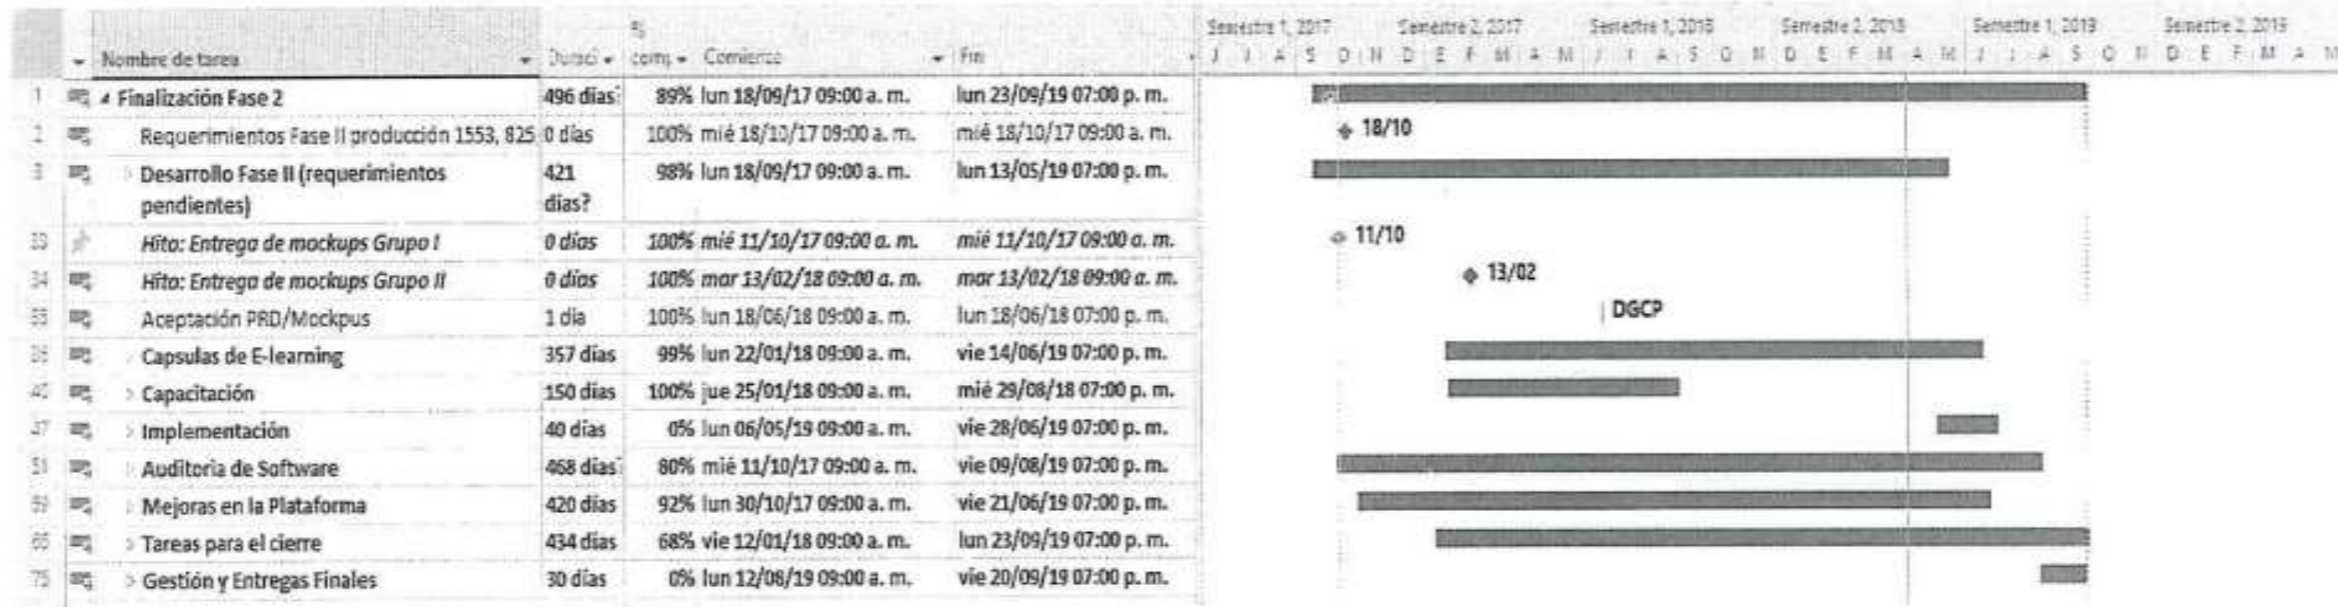 Semestre 1, 2017 Semestre 2, 2017 Semestre 1, 2018 Semestre 2, 2018 Semestre 1, 2019 Semestre 2, 2019
Nombre de tarea Duraci comp Comienzo Fin J J A S O N D E F M A M J J A S O N D E F M A M J J A S O N D E F M A M
%
1 Finalización Fase 2 496 días? 89% lun 18/09/17 09:00 a. m. lun 23/09/19 07:00 p. m.
2 Requerimientos Fase II producción 1553, 825 0 días 100% mié 18/10/17 09:00 a. m. mié 18/10/17 09:00 a. m. 18/10
3 Desarrollo Fase II (requerimientos 421 98% lun 18/09/17 09:00 a. m. lun 13/05/19 07:00 p. m.
pendientes) días?
33 Hito: Entrega de mockups Grupo I 0 días 100% mié 11/10/17 09:00 a. m. mié 11/10/17 09:00 a. m. 11/10
34 Hito: Entrega de mockups Grupo II 0 días 100% mar 13/02/18 09:00 a. m. mar 13/02/18 09:00 a. m. 13/02
35 Aceptación PRD/Mockpus 1 día 100% lun 18/06/18 09:00 a. m. lun 18/06/18 07:00 p. m. DGCP
36 Capsulas de E-learning 357 días 99% lun 22/01/18 09:00 a. m. vie 14/06/19 07:00 p. m.
Capacitación 150 días 100% jue 25/01/18 09:00 a. m. mié 29/08/18 07:00 p. m.
47 Implementación 40 días 0% lun 06/05/19 09:00 a. m. vie 28/06/19 07:00 p. m.
51 Auditoria de Software 468 días? 80% mié 11/10/17 09:00 a. m. vie 09/08/19 07:00 p. m.
59 Mejoras en la Plataforma 420 días 92% lun 30/10/17 09:00 a. m. vie 21/06/19 07:00 p. m.
Tareas para el cierre 434 días 68% vie 12/01/18 09:00 a. m. lun 23/09/19 07:00 p. m.
75 Gestión y Entregas Finales 30 días 0% lun 12/08/19 09:00 a. m. vie 20/09/19 07:00 p. m.